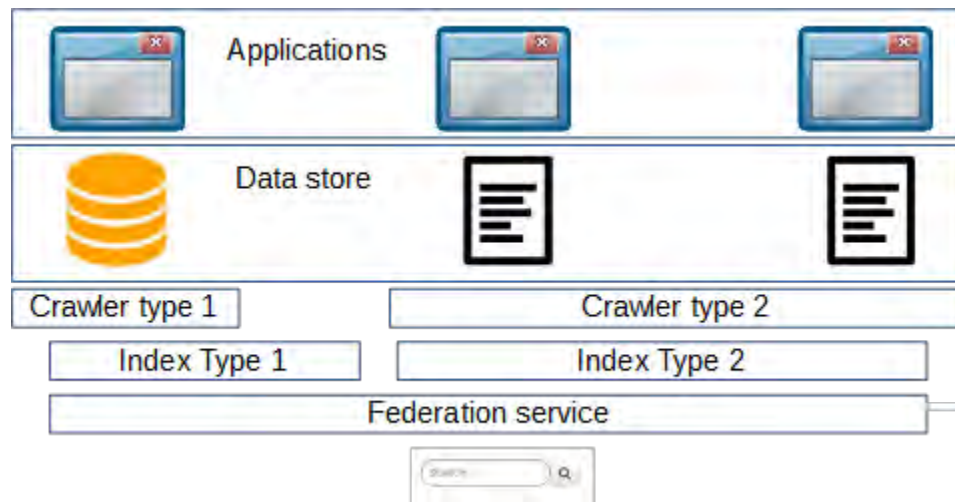 Applications
Data store
Crawler type 1
Crawler type 2
Index Type 1
Index Type 2
Federation service